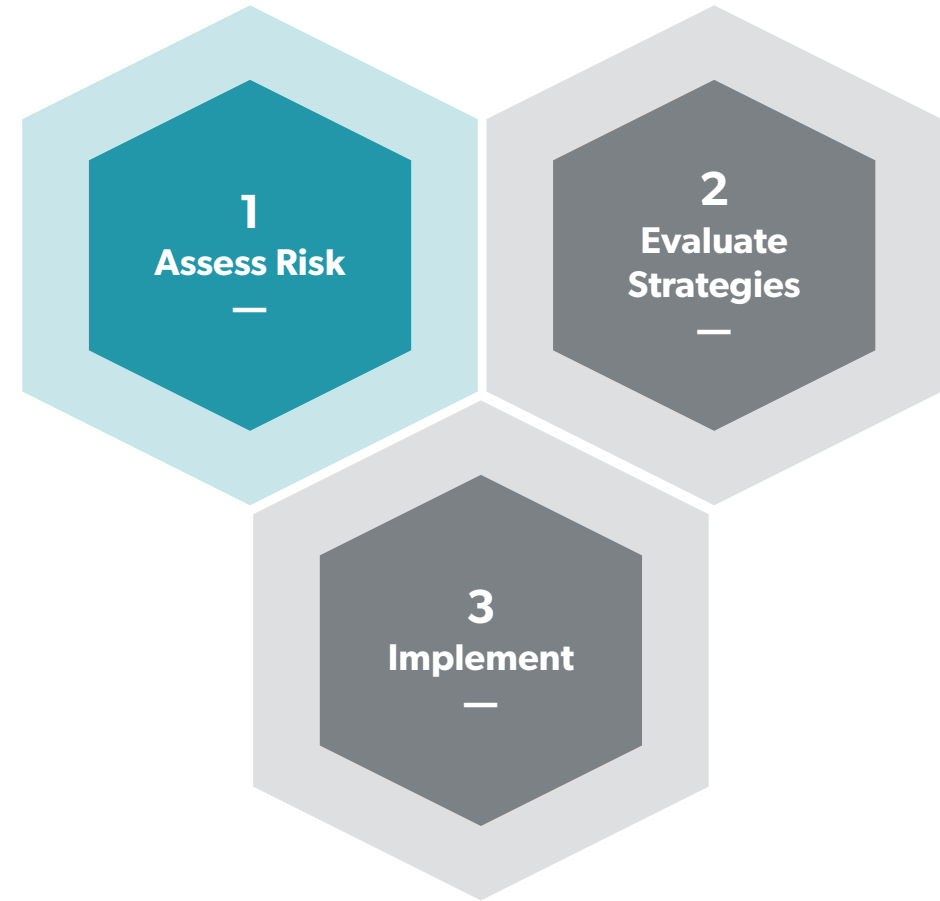 1
Assess Risk
—
2
Evaluate
Strategies
—
3
Implement
—